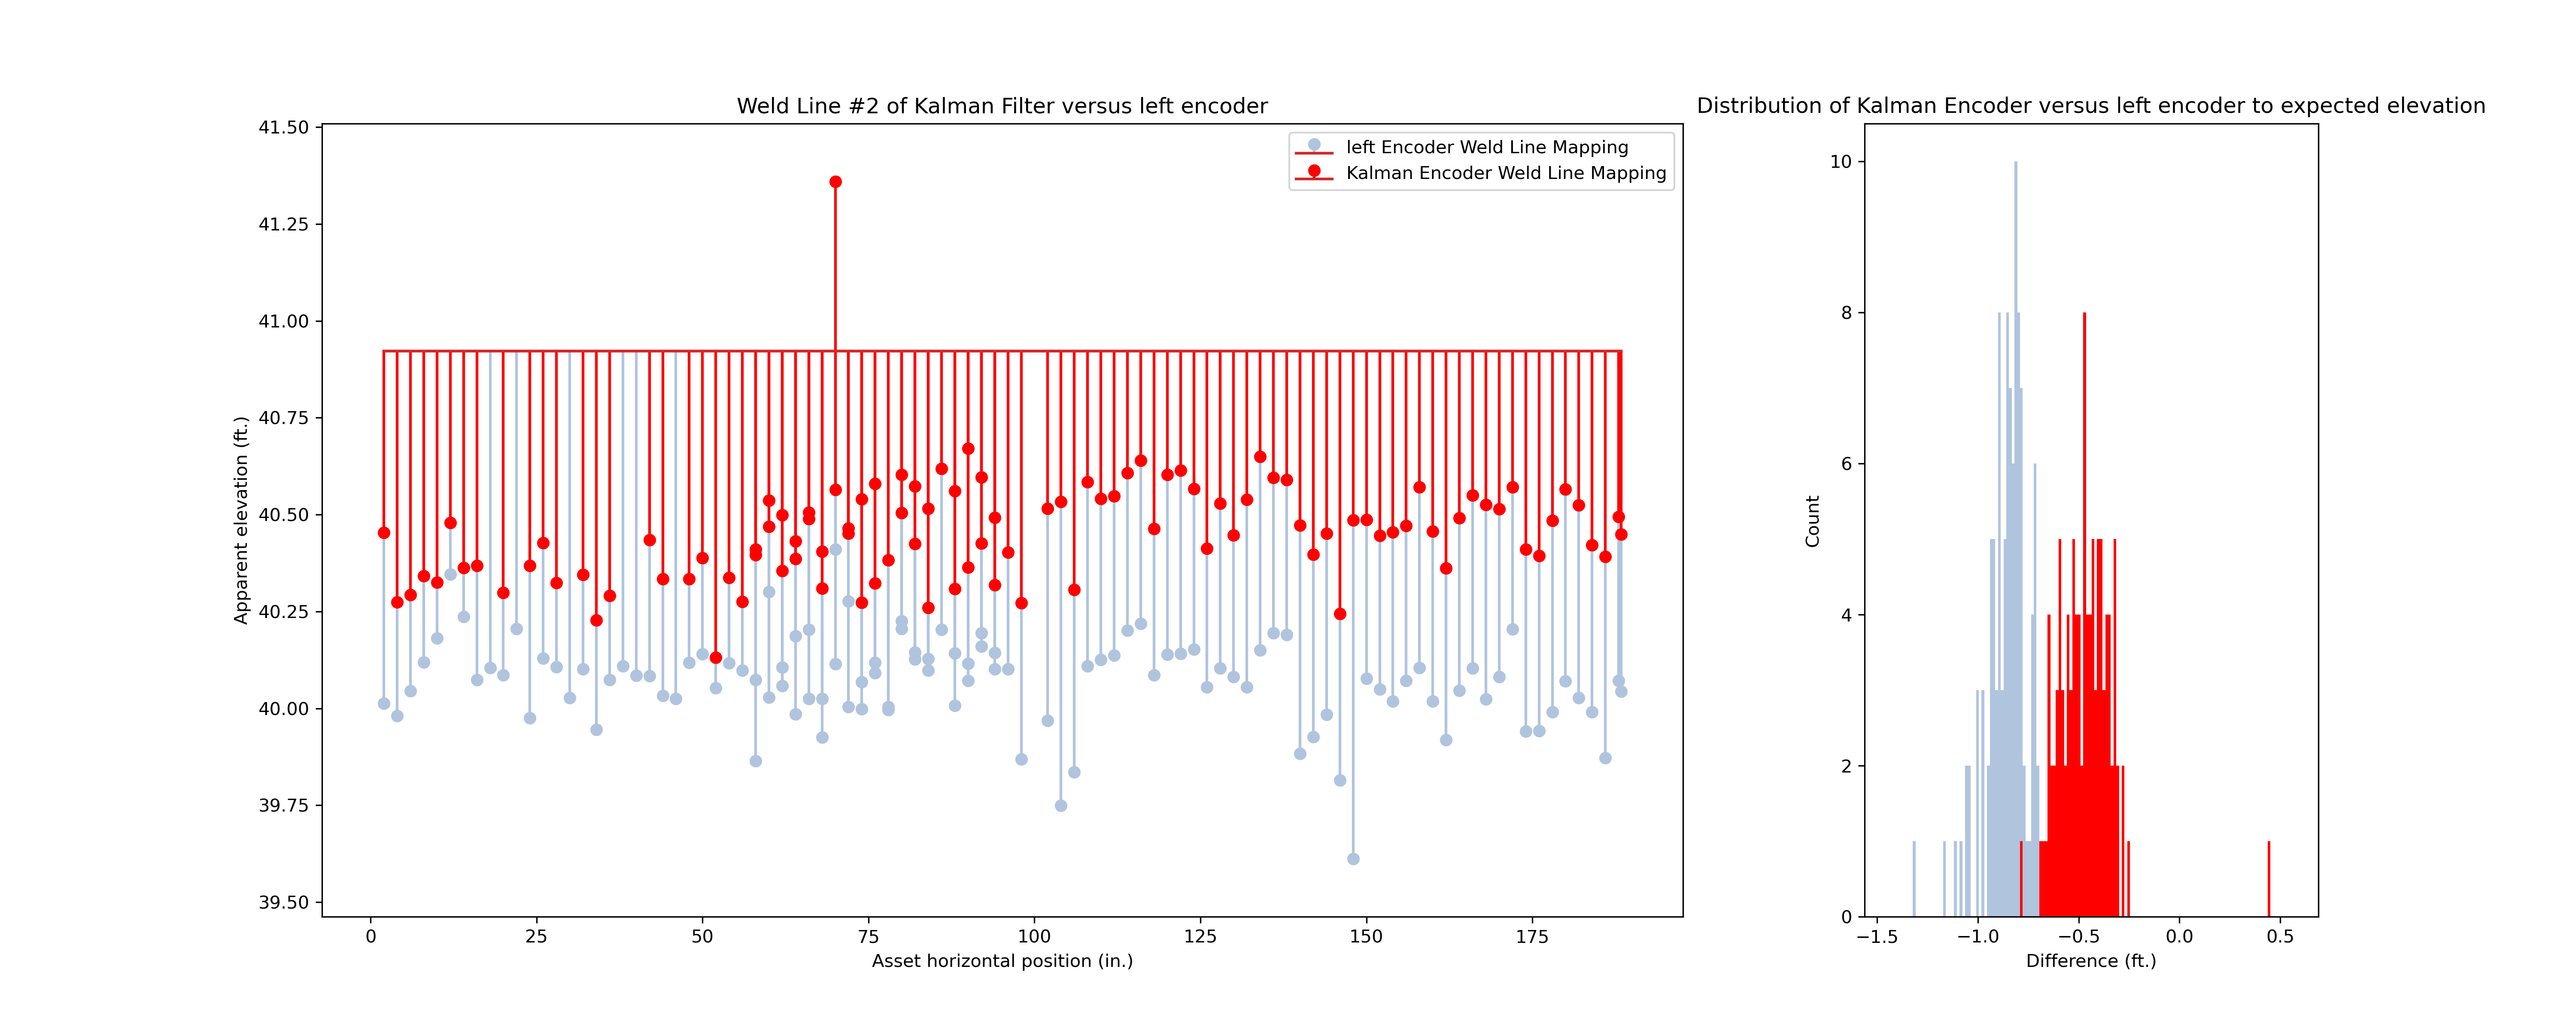 Weld Line #2 of Kalman Filter versus left encoder
41.50
41.25
41.00
40.75
40.50
40.25
40.00
39.75
39.50
Apparent elevation (ft.)
left Encoder Weld Line Mapping
Kalman Encoder Weld Line Mapping
0 25 50 75 100 125 150 175
Asset horizontal position (in.)
Distribution of Kalman Encoder versus left encoder to expected elevation
10
8
6
4
2
0
Count
−1.5 −1.0 −0.5 0.0 0.5
Difference (ft.)